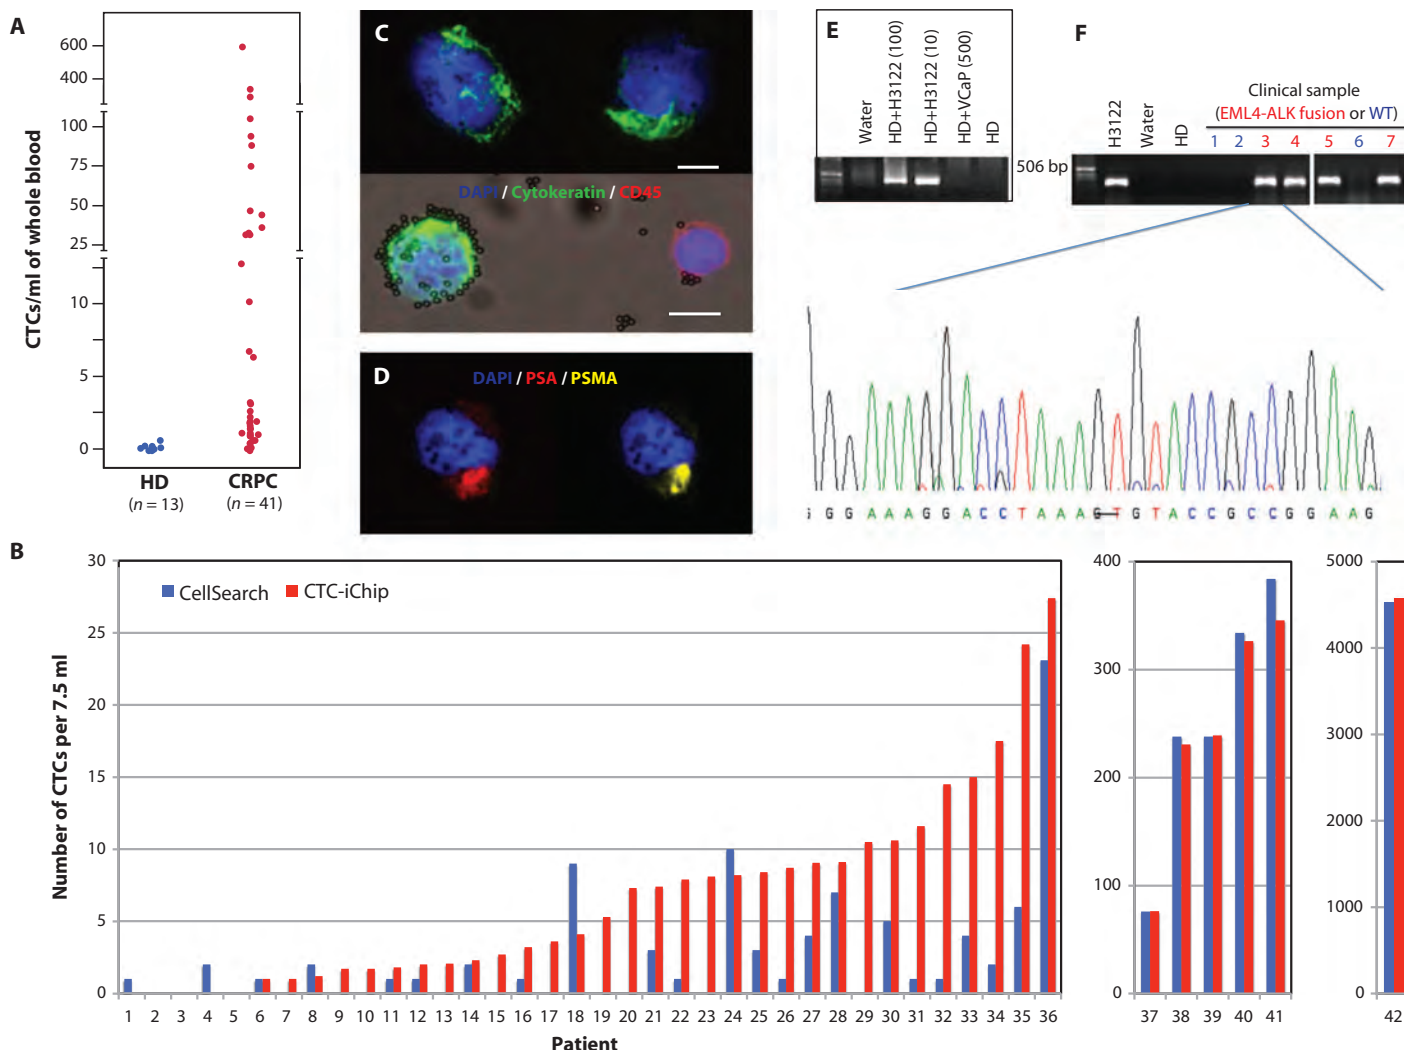 A
CTCs/ml of whole blood
600
400
100
75
50
25
10
5
0
HD
(n = 13)
CRPC
(n = 41)
C
DAPI / Cytokeratin / CD45
D
DAPI / PSA / PSMA
E
Water
HD+H3122 (100)
HD+H3122 (10)
HD+VCaP (500)
HD
506 bp
F
H3122
Water
HD
Clinical sample
(EML4-ALK fusion or WT)
1 2 3 4 5 6 7
G G A A A G G A C C T A A A G T G T A C C G C C G G A A G
B
Number of CTCs per 7.5 ml
CellSearch CTC-iChip
30
25
20
15
10
5
0
1 2 3 4 5 6 7 8 9 10 11 12 13 14 15 16 17 18 19 20 21 22 23 24 25 26 27 28 29 30 31 32 33 34 35 36
Patient
400
300
200
100
0
37 38 39 40 41
5000
4000
3000
2000
1000
0
42